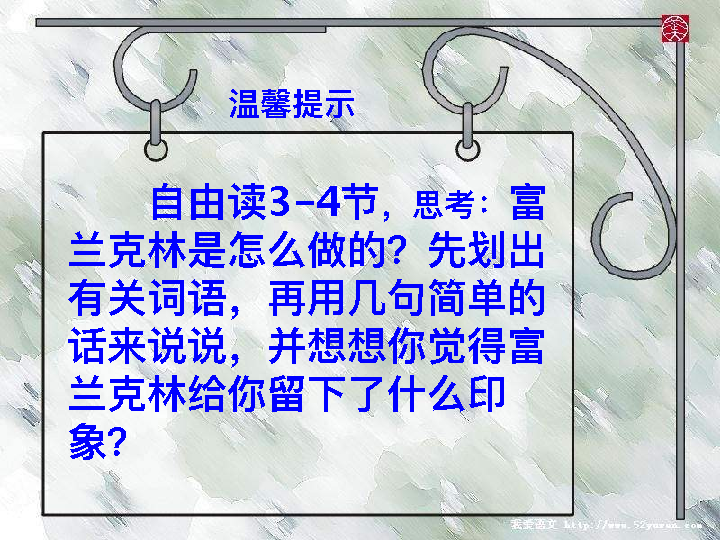 温馨提示
自由读3-4节，思考：富
兰克林是怎么做的？先划出
有关词语，再用几句简单的
话来说说，并想想你觉得富
兰克林给你留下了什么印
象？
我爱语文 http://www.52yuwen.com